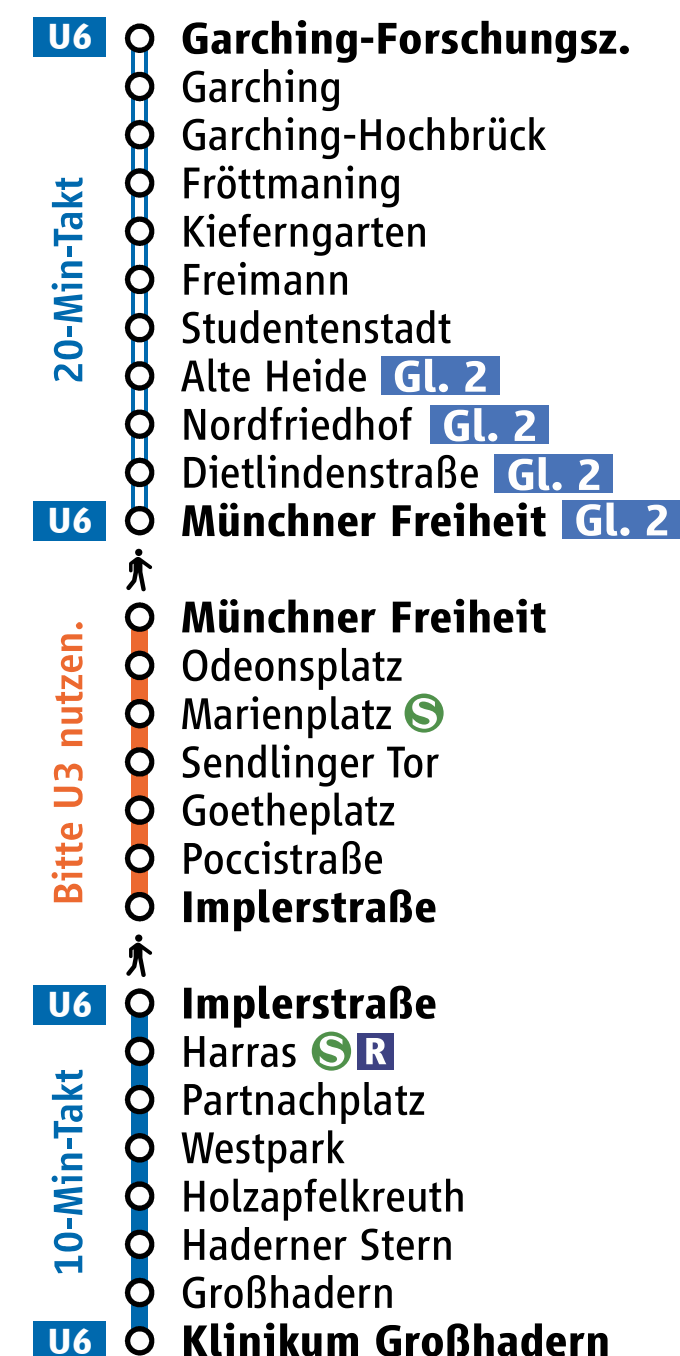 U6 Garching-Forschungsz.
Garching
Garching-Hochbrück
Fröttmaning
Kieferngarten
Freimann
Studentenstadt
Alte Heide Gl. 2
Nordfriedhof Gl. 2
Dietlindenstraße Gl. 2
20-Min-Takt
U6 Münchner Freiheit Gl. 2
Münchner Freiheit
Odeonsplatz
Marienplatz S
Sendlinger Tor
Goetheplatz
Poccistraße
Implerstraße
Bitte U3 nutzen.
U6 Implerstraße
Harras S R
Partnachplatz
Westpark
Holzapfelkreuth
Haderner Stern
Großhadern
10-Min-Takt
U6 Klinikum Großhadern